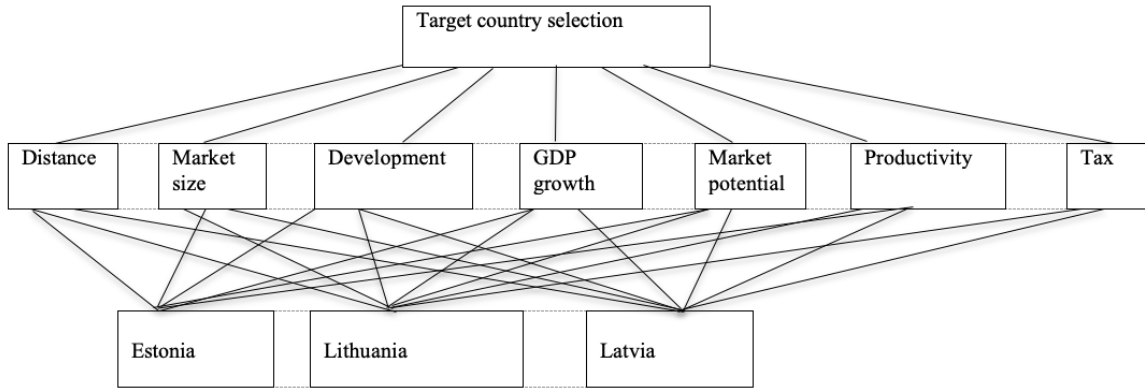 Target country selection
Distance
Market
size
Development
GDP
growth
Market
potential
Productivity
Tax
Estonia
Lithuania
Latvia